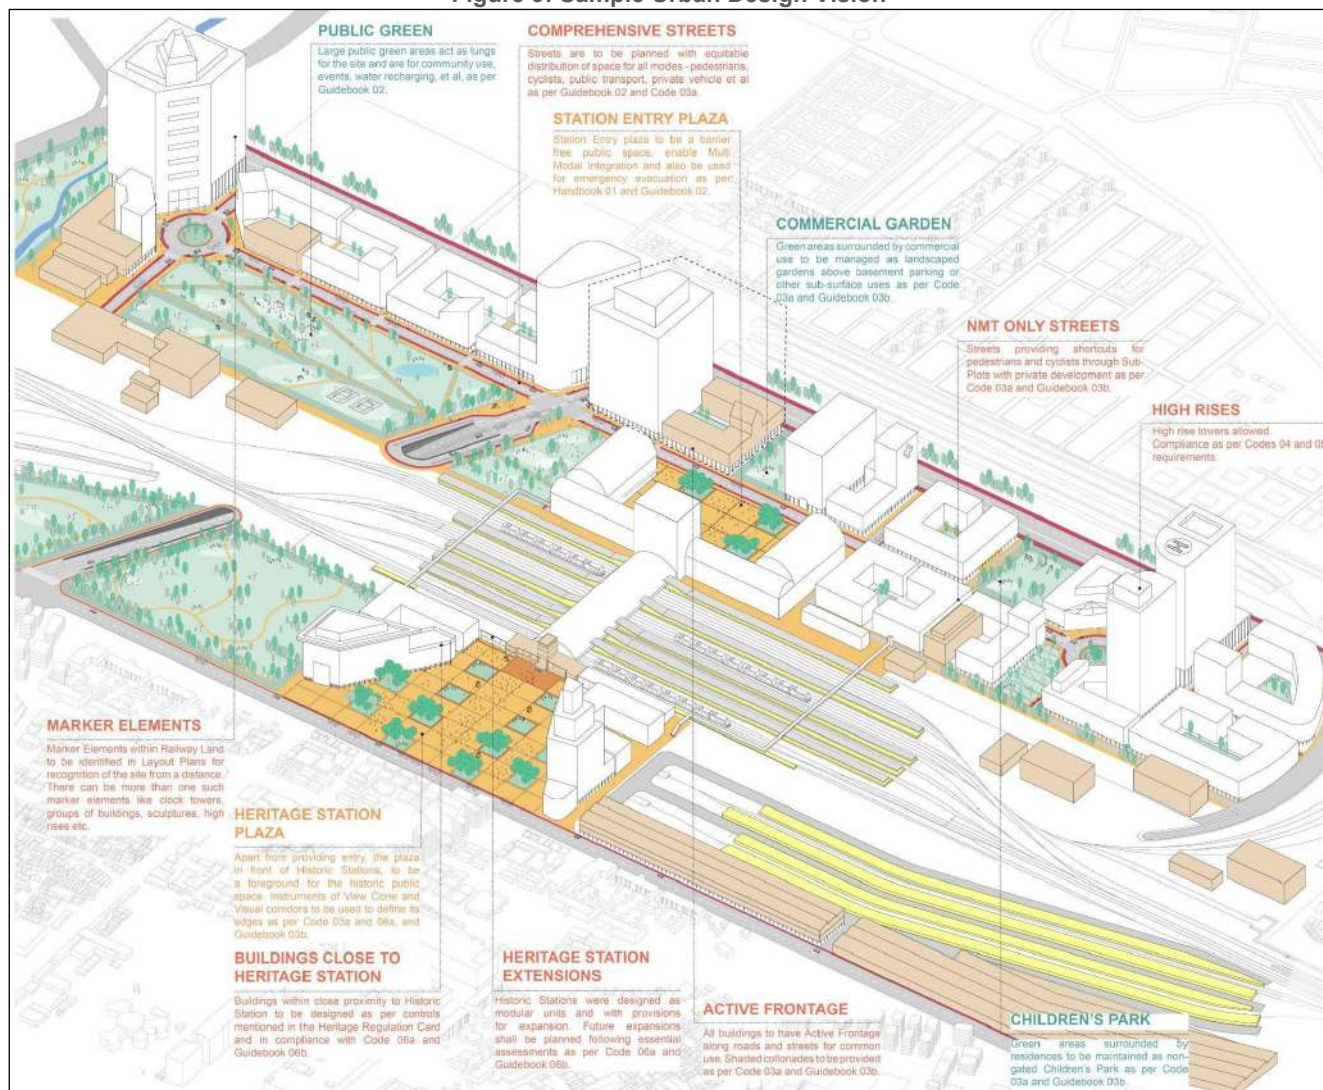 Figure 9: Sample Urban Design Vision
PUBLIC GREEN
Large public green areas act as lungs
for the site and are for community use,
events, water recharging, et al, as per
Guidebook 02.
COMPREHENSIVE STREETS
Streets are to be planned with equitable
distribution of space for all modes - pedestrians,
cyclists, public transport, private vehicle et al
as per Guidebook 02 and Code 03a.
STATION ENTRY PLAZA
Station Entry plaza to be a barrier
free public space, enable Multi
Modal Integration and also be used
for emergency evacuation as per
Handbook 01 and Guidebook 02.
COMMERCIAL GARDEN
Green areas surrounded by commercial
use to be managed as landscaped
gardens above basement parking or
other sub-surface uses as per Code
03a and Guidebook 03b.
NMT ONLY STREETS
Streets providing shortcuts for
pedestrians and cyclists through Sub-
Plots with private development as per
Code 03a and Guidebook 03b.
HIGH RISES
High rise towers allowed.
Compliance as per Codes 04 and 05
requirements.
MARKER ELEMENTS
Marker Elements within Railway Land
to be identified in Layout Plans for
recognition of the site from a distance.
There can be more than one such
marker elements like clock towers,
groups of buildings, sculptures, high
rises etc.
HERITAGE STATION
PLAZA
Apart from providing entry, the plaza
in front of Historic Stations, to be
a foreground for the historic public
space. Instruments of View Cone and
Visual corridors to be used to define its
edges as per Code 03a and 06a, and
Guidebook 03b.
BUILDINGS CLOSE TO
HERITAGE STATION
Buildings within close proximity to Historic
Station to be designed as per controls
mentioned in the Heritage Regulation Card
and in compliance with Code 06a and
Guidebook 06b.
HERITAGE STATION
EXTENSIONS
Historic Stations were designed as
modular units and with provisions
for expansion. Future expansions
shall be planned following essential
assessments as per Code 06a and
Guidebook 06b.
ACTIVE FRONTAGE
All buildings to have Active Frontage
along roads and streets for common
use. Shaded collonades to be provided
as per Code 03a and Guidebook 03b.
CHILDREN'S PARK
Green areas surrounded by
residences to be maintained as non-
gated Children's Park as per Code
03a and Guidebook 03b.